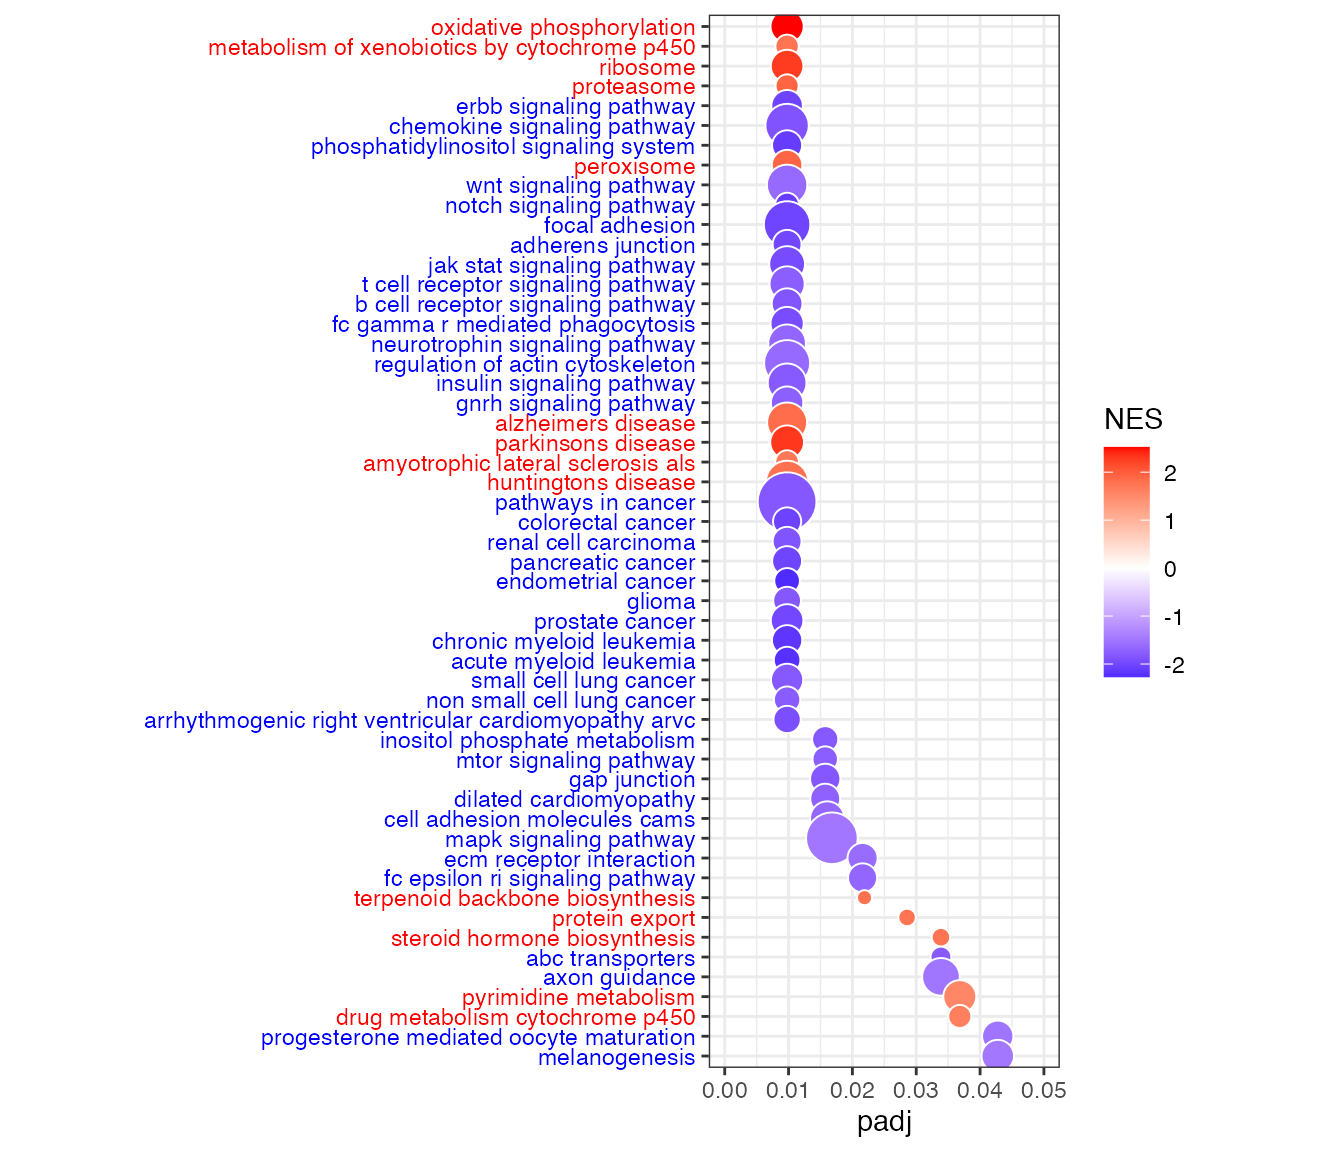 oxidative phosphorylation
metabolism of xenobiotics by cytochrome p450
ribosome
proteasome
erbb signaling pathway
chemokine signaling pathway
phosphatidylinositol signaling system
peroxisome
wnt signaling pathway
notch signaling pathway
focal adhesion
adherens junction
jak stat signaling pathway
t cell receptor signaling pathway
b cell receptor signaling pathway
fc gamma r mediated phagocytosis
neurotrophin signaling pathway
regulation of actin cytoskeleton
insulin signaling pathway
gnrh signaling pathway
alzheimers disease
parkinsons disease
amyotrophic lateral sclerosis als
huntingtons disease
pathways in cancer
colorectal cancer
renal cell carcinoma
pancreatic cancer
endometrial cancer
glioma
prostate cancer
chronic myeloid leukemia
acute myeloid leukemia
small cell lung cancer
non small cell lung cancer
arrhythmogenic right ventricular cardiomyopathy arvc
inositol phosphate metabolism
mtor signaling pathway
gap junction
dilated cardiomyopathy
cell adhesion molecules cams
mapk signaling pathway
ecm receptor interaction
fc epsilon ri signaling pathway
terpenoid backbone biosynthesis
protein export
steroid hormone biosynthesis
abc transporters
axon guidance
pyrimidine metabolism
drug metabolism cytochrome p450
progesterone mediated oocyte maturation
melanogenesis
0.00 0.01 0.02 0.03 0.04 0.05
padj
NES
2
1
0
-1
-2